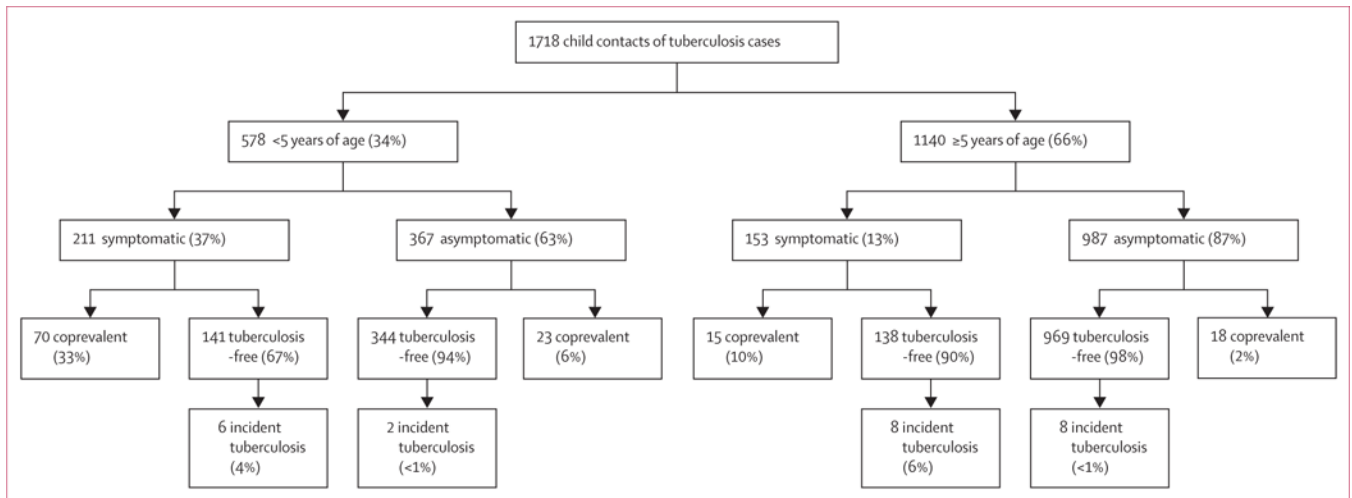 1718 child contacts of tuberculosis cases
578 <5 years of age (34%)
1140 ≥5 years of age (66%)
211 symptomatic (37%)
367 asymptomatic (63%)
153 symptomatic (13%)
987 asymptomatic (87%)
70 coprevalent
(33%)
141 tuberculosis
-free (67%)
344 tuberculosis
-free (94%)
23 coprevalent
(6%)
15 coprevalent
(10%)
138 tuberculosis
-free (90%)
969 tuberculosis
-free (98%)
18 coprevalent
(2%)
6 incident
tuberculosis
(4%)
2 incident
tuberculosis
(<1%)
8 incident
tuberculosis
(6%)
8 incident
tuberculosis
(<1%)